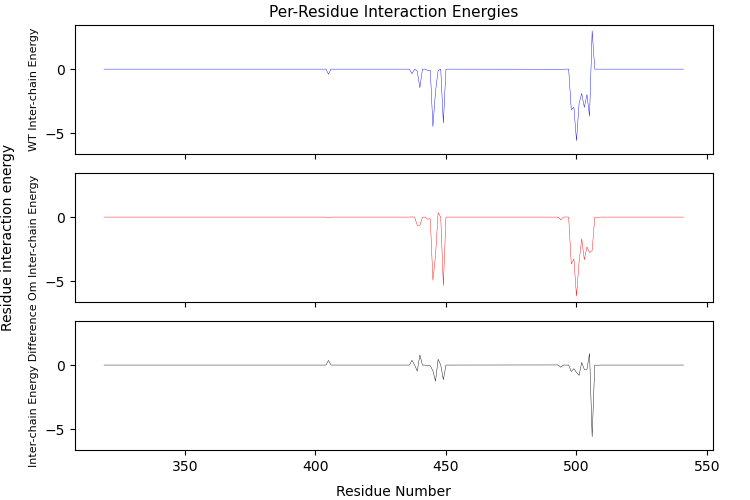 Per-Residue Interaction Energies
WT Inter-chain Energy
0
−5
Residue interaction energy
Om Inter-chain Energy
0
−5
Inter-chain Energy Difference
0
−5
350
400
450
500
550
Residue Number